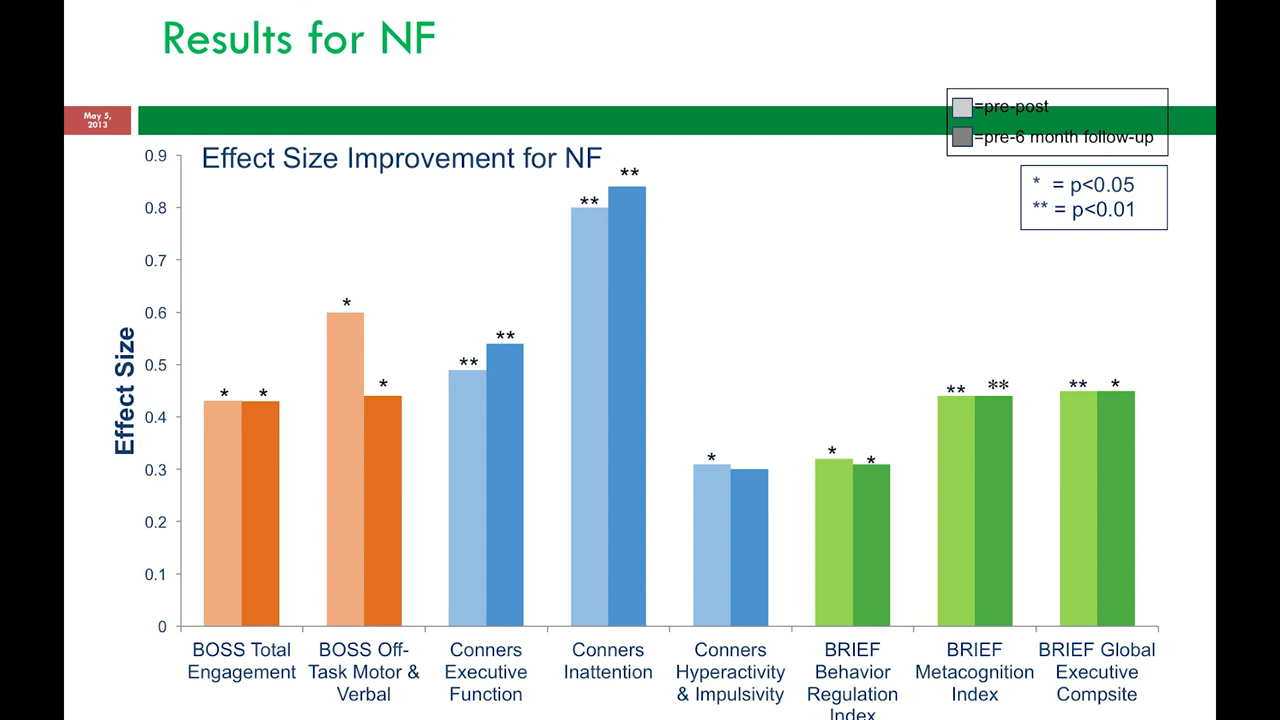 Results for NF
May 5,
2013
=pre-post
=pre-6 month follow-up
Effect Size Improvement for NF
* = p<0.05
** = p<0.01
Effect Size
0.9
0.8
0.7
0.6
0.5
0.4
0.3
0.2
0.1
0
* *
* *
** **
** **
*
* *
** **
** *
BOSS Total
Engagement
BOSS Off-
Task Motor &
Verbal
Conners
Executive
Function
Conners
Inattention
Conners
Hyperactivity
& Impulsivity
BRIEF
Behavior
Regulation
Index
BRIEF
Metacognition
Index
BRIEF Global
Executive
Compsite